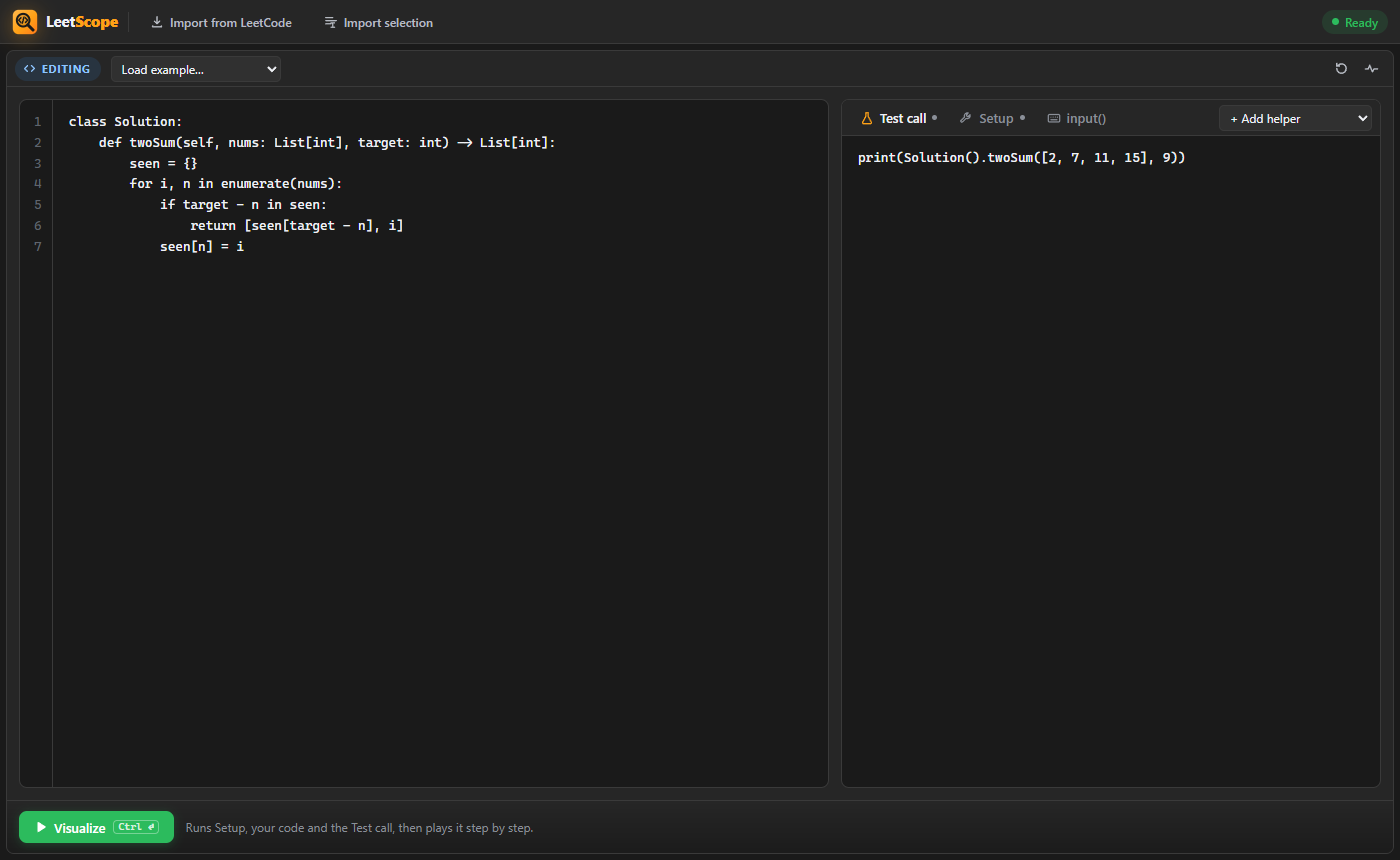 LeetScope
Import from LeetCode
Import selection
Ready
EDITING
Load example...
1 class Solution:
2     def twoSum(self, nums: List[int], target: int) -> List[int]:
3         seen = {}
4         for i, n in enumerate(nums):
5             if target - n in seen:
6                 return [seen[target - n], i]
7             seen[n] = i
Test call
Setup
input()
+ Add helper
print(Solution().twoSum([2, 7, 11, 15], 9))
Visualize Ctrl ⏎
Runs Setup, your code and the Test call, then plays it step by step.